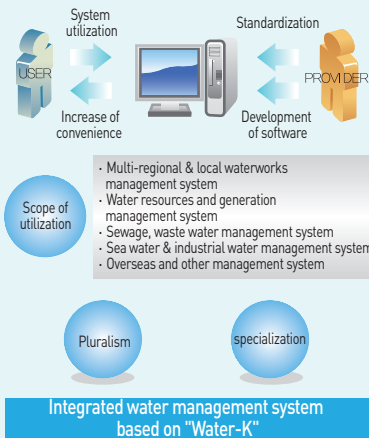 System
utilization
Standardization
USER
PROVIDER
Increase of
convenience
Development
of software
Scope of
utilization
· Multi-regional & local waterworks
management system
· Water resources and generation
management system
· Sewage, waste water management system
· Sea water & industrial water management system
· Overseas and other management system
Pluralism
specialization
Integrated water management system
based on "Water-K"